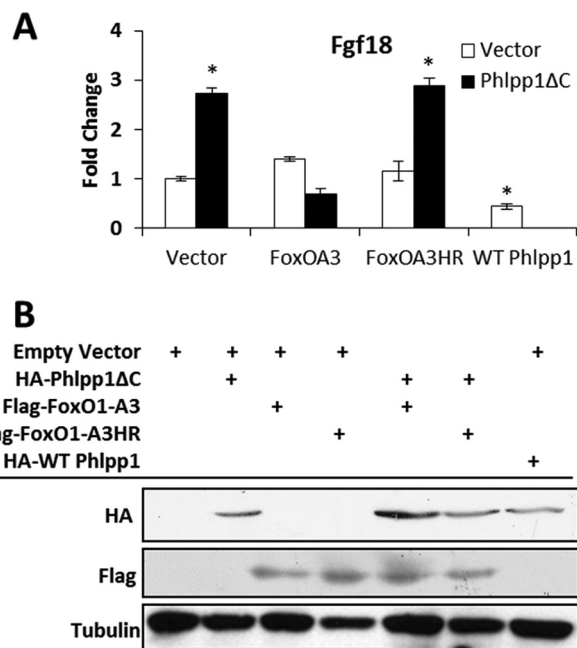 A
Fgf18
Vector
Phlpp1ΔC
Fold Change
4
3
2
1
0
*
*
*
Vector FoxOA3 FoxOA3HR WT Phlpp1
B
Empty Vector + + + + +
HA-Phlpp1ΔC + + +
Flag-FoxO1-A3 + +
ag-FoxO1-A3HR + +
HA-WT Phlpp1 +
HA
Flag
Tubulin